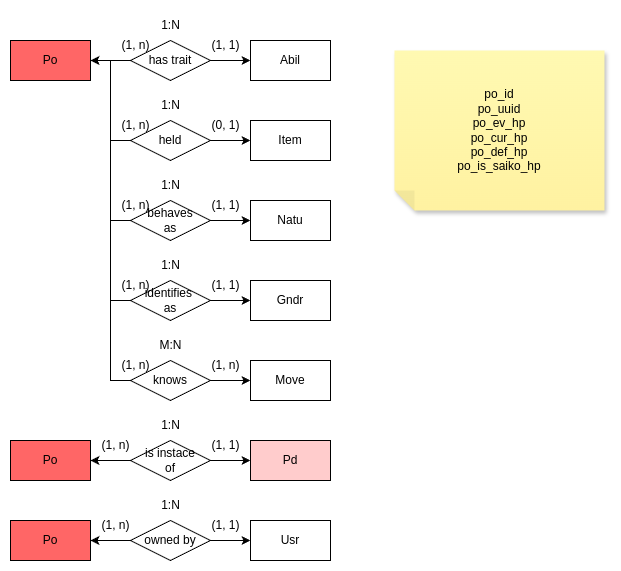 1:N
Po
(1, n)
has trait
(1, 1)
Abil
1:N
(1, n)
held
(0, 1)
Item
1:N
(1, n)
behaves
as
(1, 1)
Natu
1:N
(1, n)
identifies
as
(1, 1)
Gndr
M:N
(1, n)
knows
(1, n)
Move
1:N
Po
(1, n)
is instace
of
(1, 1)
Pd
1:N
Po
(1, n)
owned by
(1, 1)
Usr
po_id
po_uuid
po_ev_hp
po_cur_hp
po_def_hp
po_is_saiko_hp